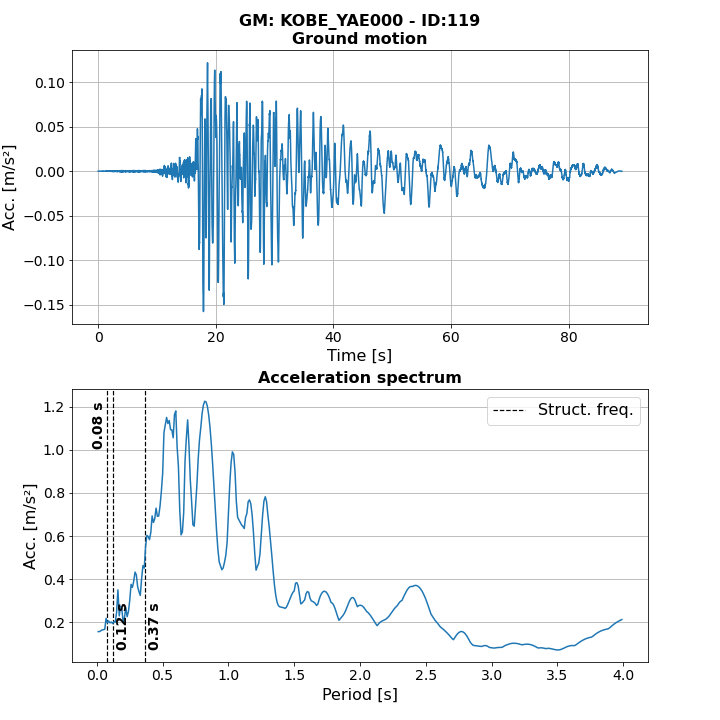 GM: KOBE_YAE000 - ID:119
Ground motion
0.10
0.05
0.00
−0.05
−0.10
−0.15
Acc. [m/s²]
0 20 40 60 80
Time [s]
Acceleration spectrum
1.2
1.0
0.8
0.6
0.4
0.2
Acc. [m/s²]
Struct. freq.
0.08 s
0.12 s
0.37 s
0.0 0.5 1.0 1.5 2.0 2.5 3.0 3.5 4.0
Period [s]